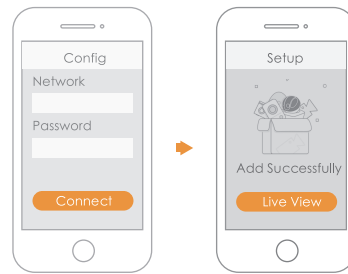 Config
Network
Password
Connect
Setup
Add Successfully
Live View